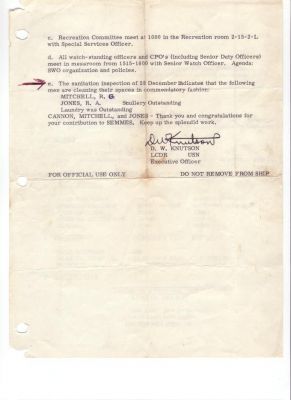 c. Recreation Committee meet at 1030 in the Recreation room 2-15-2-L
with Special Services Officer.
d. All watch-standing officers and CPO's (including Senior Duty Officers)
meet in messroom from 1515-1600 with Senior Watch Officer. Agenda:
SWO organization and policies.
e. The sanitation inspection of December indicates that the following
men are cleaning their spaces in commendatory fashion:
MITCHELL, R. G.
JONES, R. A. Scullery Outstanding
Laundry was Outstanding
CANNON, MITCHELL, and JONES - Thank you and congratulations for
your contribution to SEMMES. Keep up the splendid work.
DW Knutson
D. W. KNUTSON
LCDR USN
Executive Officer
FOR OFFICIAL USE ONLY DO NOT REMOVE FROM SHIP